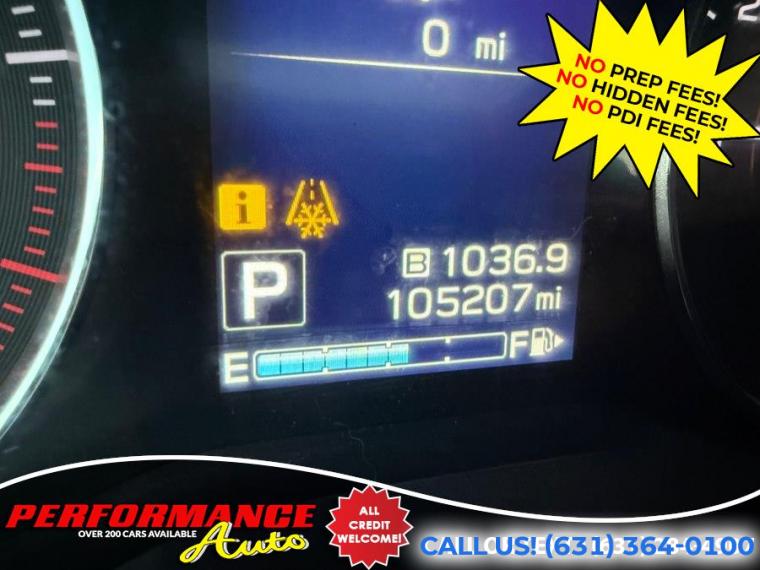 0 mi
NO PREP FEES!
NO HIDDEN FEES!
NO PDI FEES!
i
B 1036.9
P
105207 mi
E F
PERFORMANCE
OVER 200 CARS AVAILABLE
Auto
ALL
CREDIT
WELCOME!
CALL US! (631) 364-0100